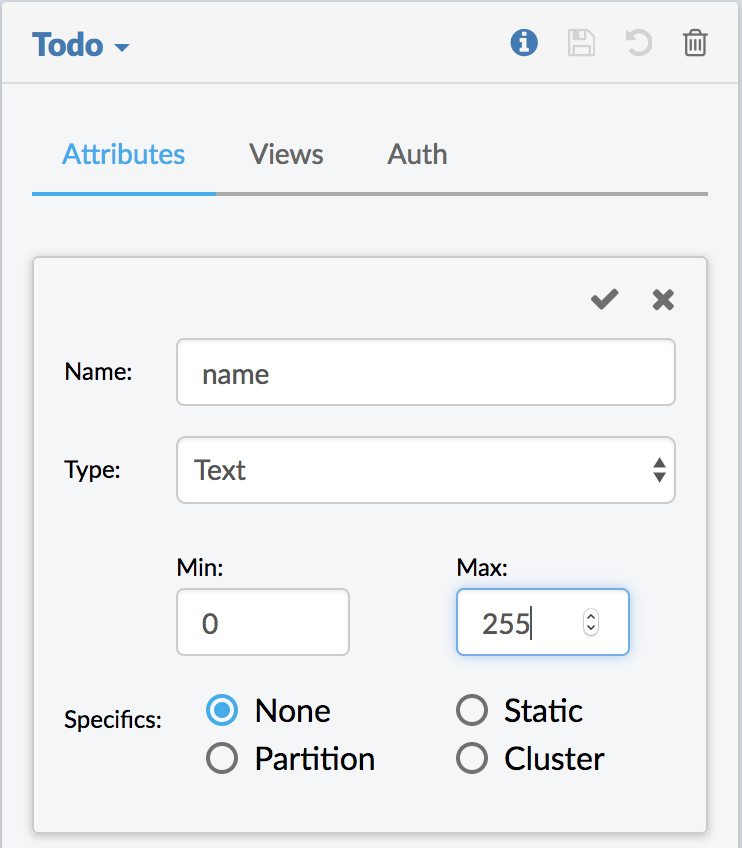 Todo
Attributes Views Auth
Name: name
Type: Text
Min: Max:
0 255
Specifics: None Static
Partition Cluster